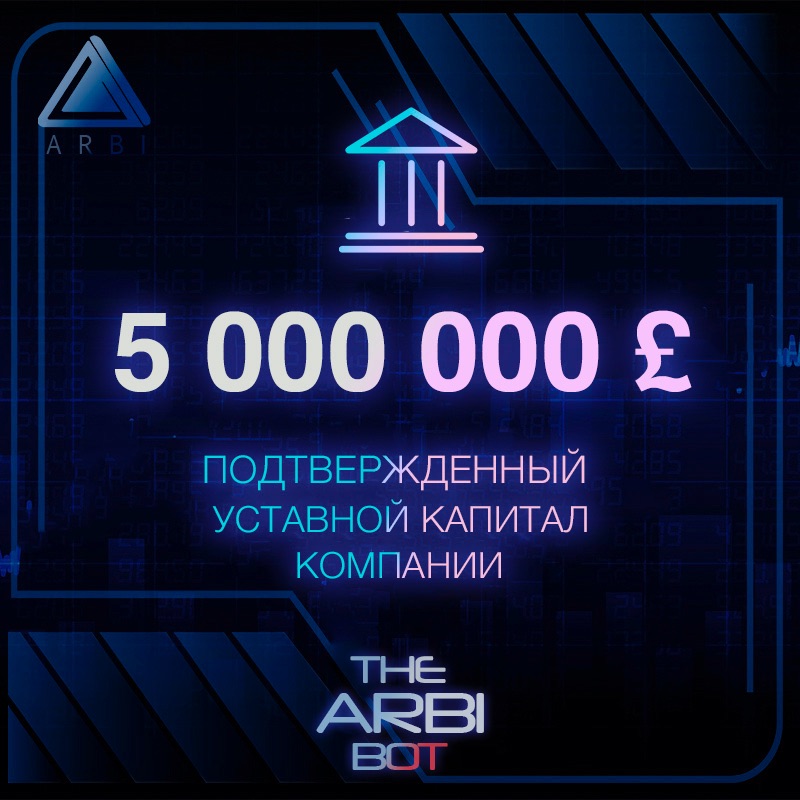 ARBI
5 000 000 £
ПОДТВЕРЖДЕННЫЙ
УСТАВНОЙ КАПИТАЛ
КОМПАНИИ
THE
ARBI
BOT